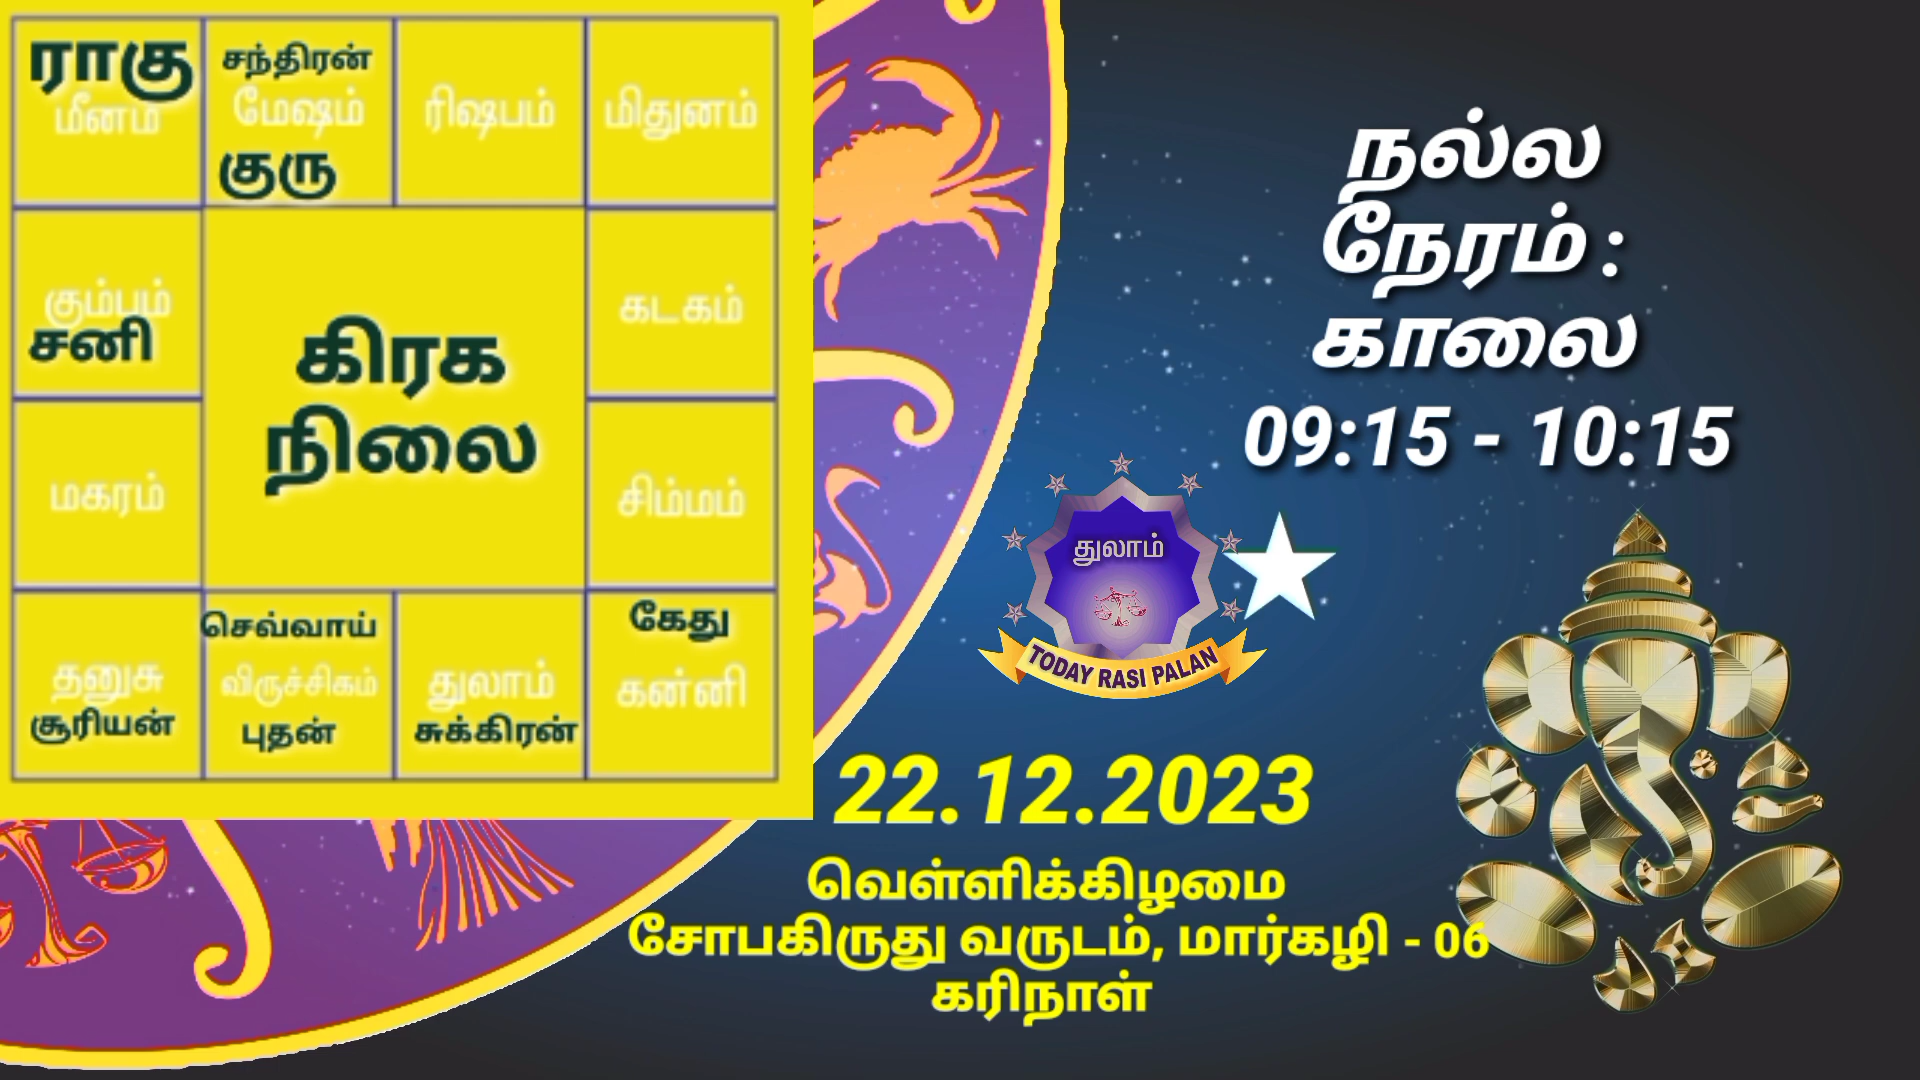 ராகு
மீனம்
சந்திரன்
மேஷம்
குரு
ரிஷபம்
மிதுனம்
கும்பம்
சனி
கடகம்
கிரக
நிலை
மகரம்
சிம்மம்
தனுசு
சூரியன்
செவ்வாய்
விருச்சிகம்
புதன்
துலாம்
சுக்கிரன்
கேது
கன்னி
நல்ல
நேரம் :
காலை
09:15 - 10:15
துலாம்
TODAY RASI PALAN
22.12.2023
வெள்ளிக்கிழமை
சோபகிருது வருடம், மார்கழி - 06
கரிநாள்